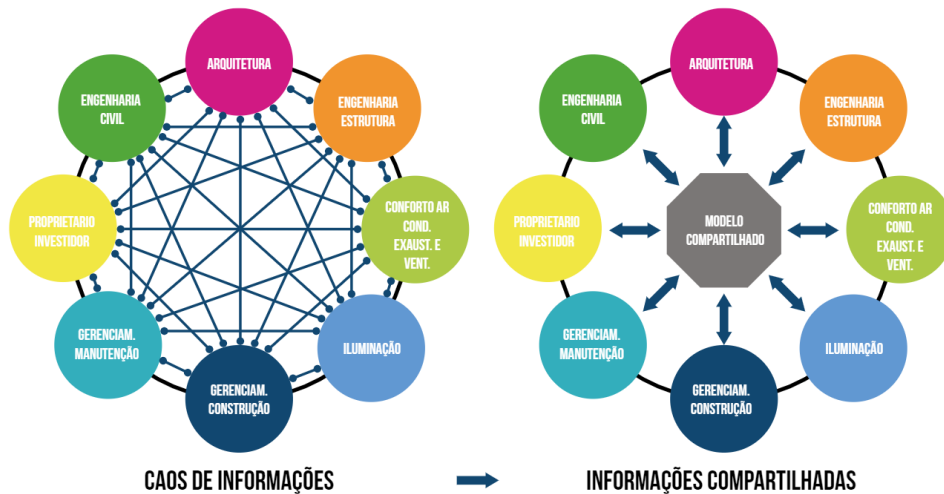 ARQUITETURA
ENGENHARIA
CIVIL
ENGENHARIA
ESTRUTURA
PROPRIETARIO
INVESTIDOR
CONFORTO AR
COND.
EXAUST. E
VENT.
GERENCIAM.
MANUTENÇÃO
ILUMINAÇÃO
GERENCIAM.
CONSTRUÇÃO
CAOS DE INFORMAÇÕES
ARQUITETURA
ENGENHARIA
CIVIL
ENGENHARIA
ESTRUTURA
PROPRIETARIO
INVESTIDOR
MODELO
COMPARTILHADO
CONFORTO AR
COND.
EXAUST. E
VENT.
GERENCIAM.
MANUTENÇÃO
ILUMINAÇÃO
GERENCIAM.
CONSTRUÇÃO
INFORMAÇÕES COMPARTILHADAS